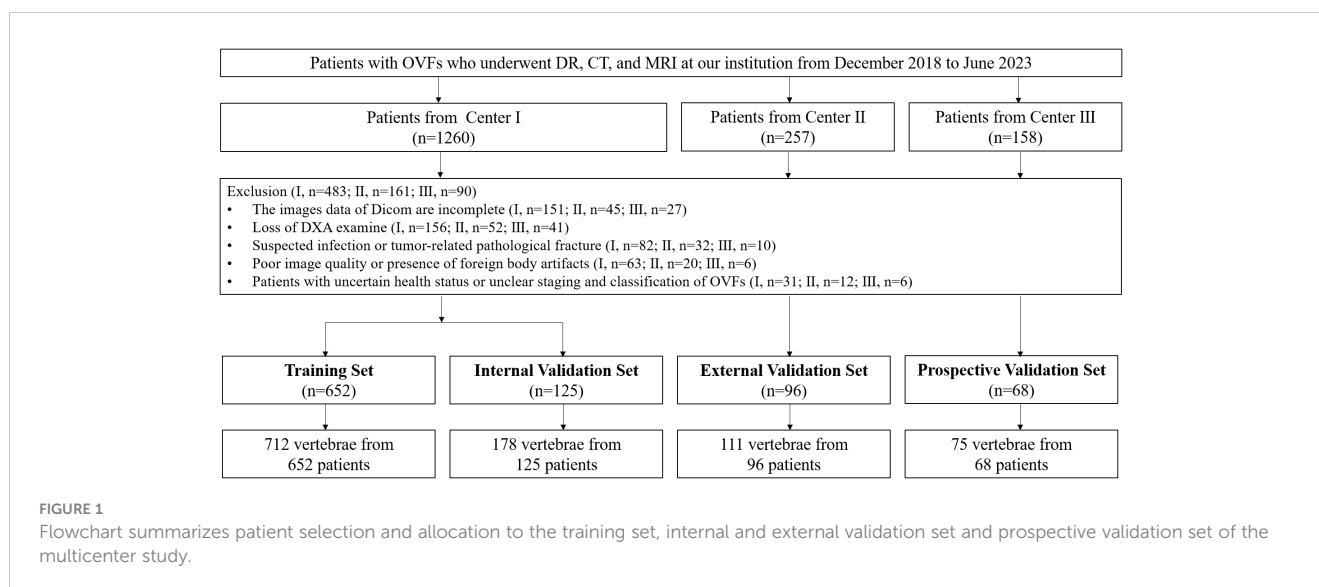 Patients with OVFs who underwent DR, CT, and MRI at our institution from December 2018 to June 2023
Patients from Center I
(n=1260)
Patients from Center II
(n=257)
Patients from Center III
(n=158)
Exclusion (I, n=483; II, n=161; III, n=90)
• The images data of Dicom are incomplete (I, n=151; II, n=45; III, n=27)
• Loss of DXA examine (I, n=156; II, n=52; III, n=41)
• Suspected infection or tumor-related pathological fracture (I, n=82; II, n=32; III, n=10)
• Poor image quality or presence of foreign body artifacts (I, n=63; II, n=20; III, n=6)
• Patients with uncertain health status or unclear staging and classification of OVFs (I, n=31; II, n=12; III, n=6)
Training Set
(n=652)
Internal Validation Set
(n=125)
External Validation Set
(n=96)
Prospective Validation Set
(n=68)
712 vertebrae from
652 patients
178 vertebrae from
125 patients
111 vertebrae from
96 patients
75 vertebrae from
68 patients
FIGURE 1
Flowchart summarizes patient selection and allocation to the training set, internal and external validation set and prospective validation set of the
multicenter study.